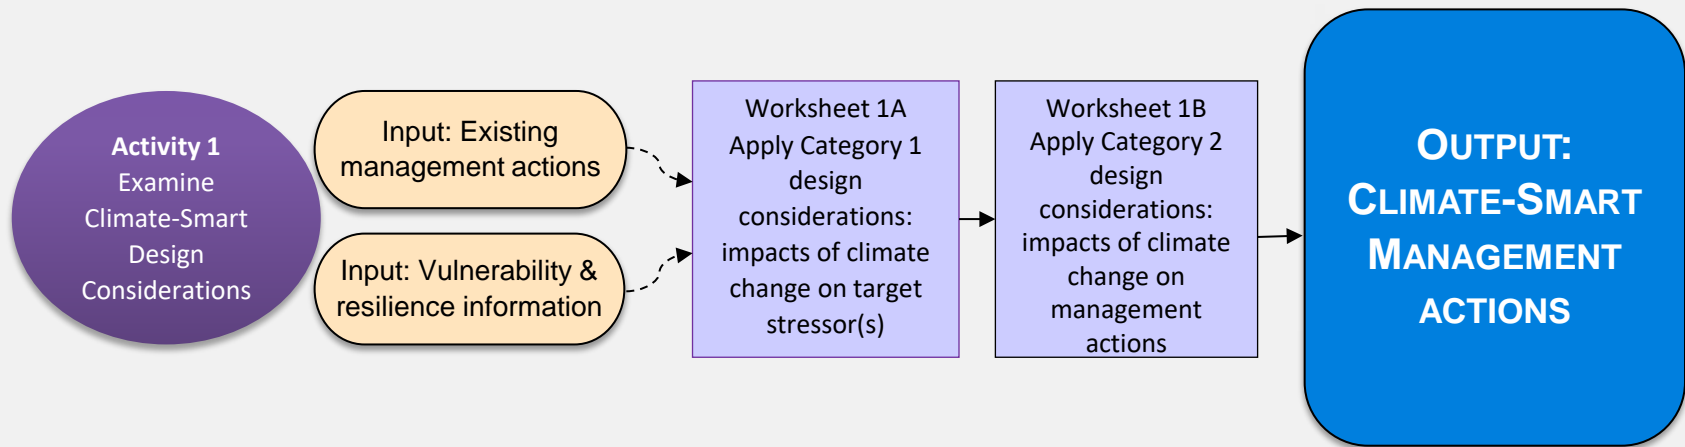 Activity 1
Examine
Climate-Smart
Design
Considerations
Input: Existing
management actions
Input: Vulnerability &
resilience information
Worksheet 1A
Apply Category 1
design
considerations:
impacts of climate
change on target
stressor(s)
Worksheet 1B
Apply Category 2
design
considerations:
impacts of climate
change on
management
actions
OUTPUT:
CLIMATE-SMART
MANAGEMENT
ACTIONS